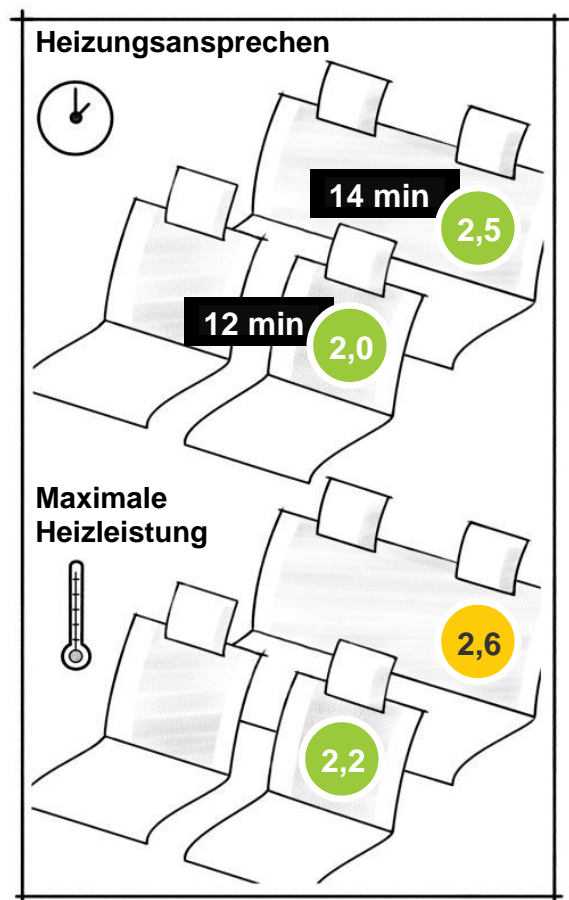 Heizungsansprechen
14 min
2,5
12 min
2,0
Maximale
Heizleistung
2,6
2,2